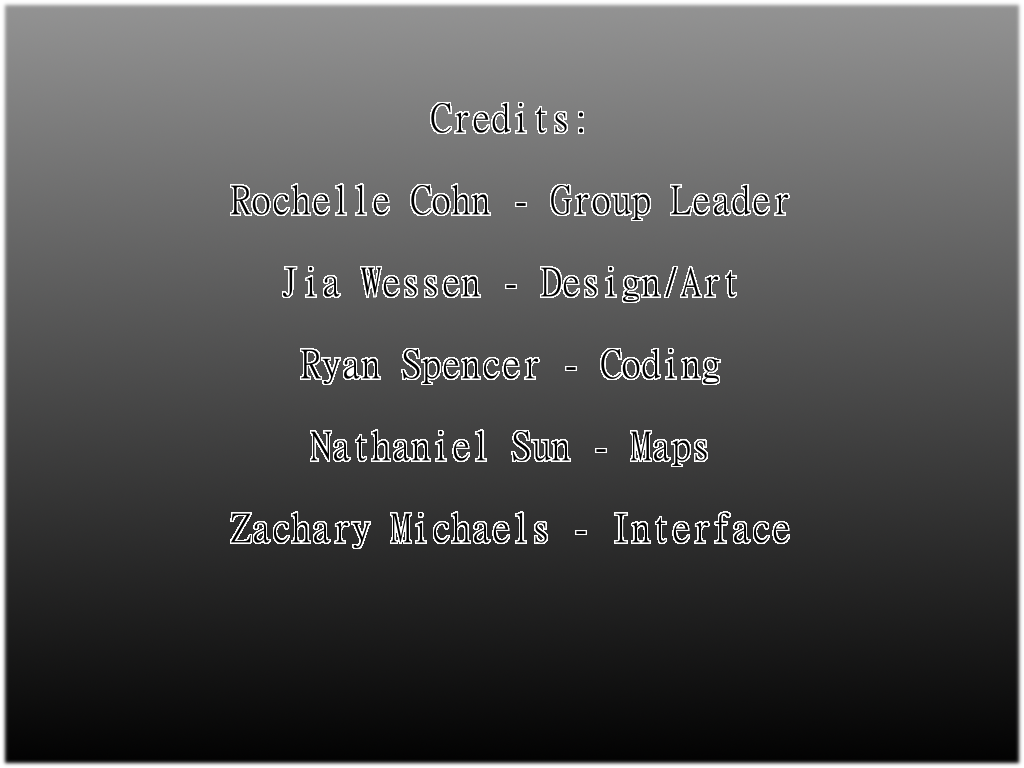 Credits:
Rochelle Cohn - Group Leader
Jia Wessen - Design/Art
Ryan Spencer - Coding
Nathaniel Sun - Maps
Zachary Michaels - Interface